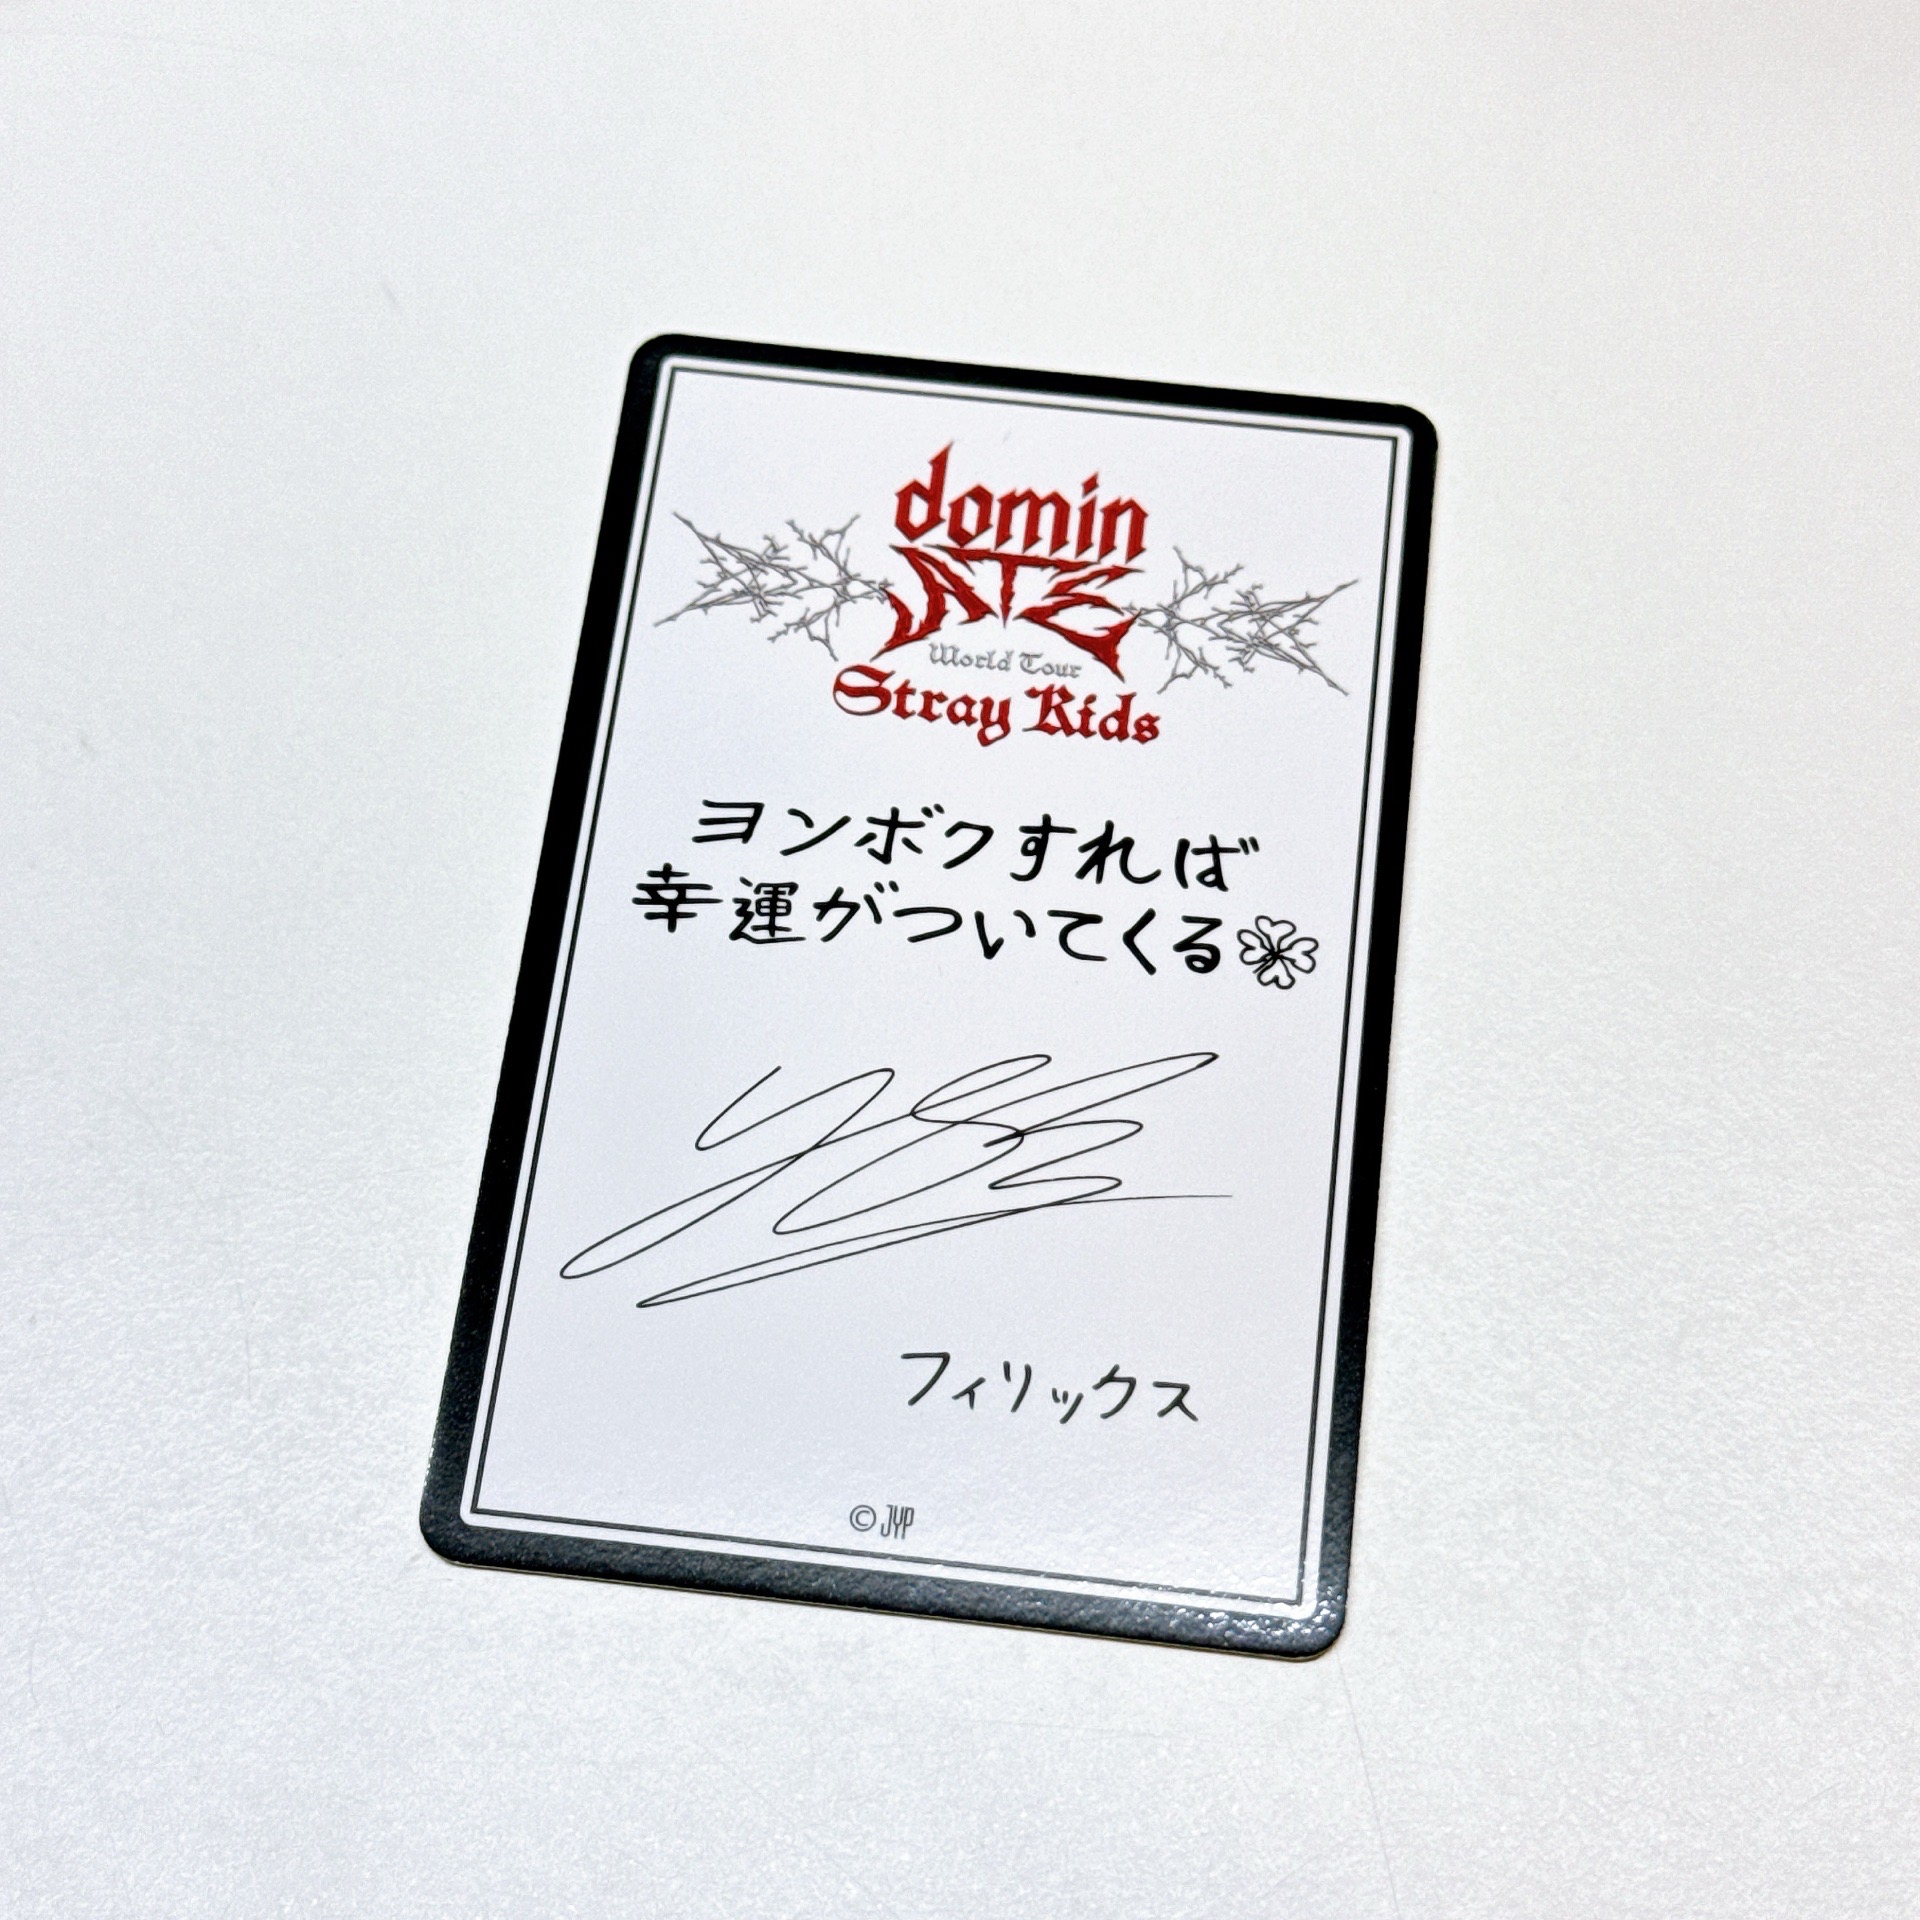 domin
ATE
World Tour
Stray Kids
ヨンボクすれば
幸運がついてくる
フィリックス
© JYP